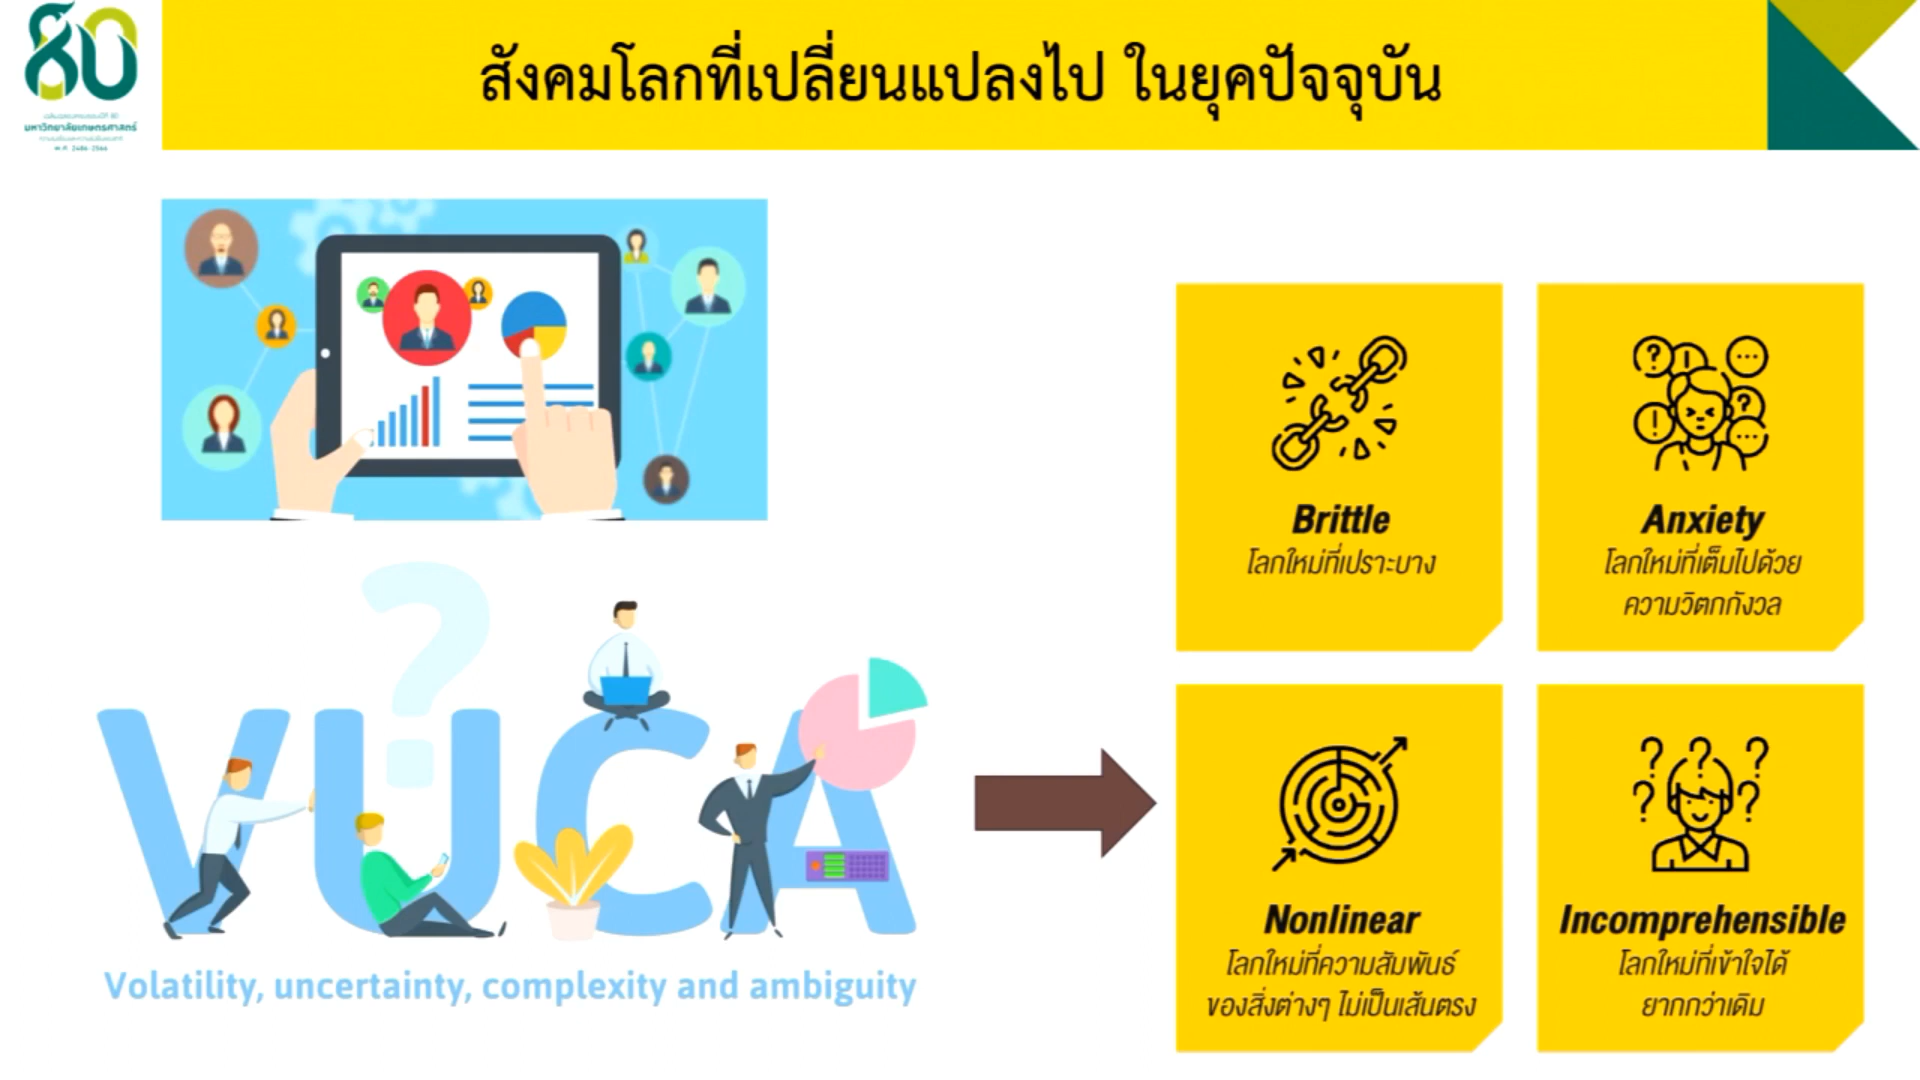 มหาวิทยาลัยเกษตรศาสตร์
พ.ศ. 2486-2566
สังคมโลกที่เปลี่ยนแปลงไป ในยุคปัจจุบัน
VUCA
Volatility, uncertainty, complexity and ambiguity
Brittle
โลกใหม่ที่เปราะบาง
Anxiety
โลกใหม่ที่เต็มไปด้วย
ความวิตกกังวล
Nonlinear
โลกใหม่ที่ความสัมพันธ์
ของสิ่งต่างๆ ไม่เป็นเส้นตรง
Incomprehensible
โลกใหม่ที่เข้าใจได้
ยากกว่าเดิม